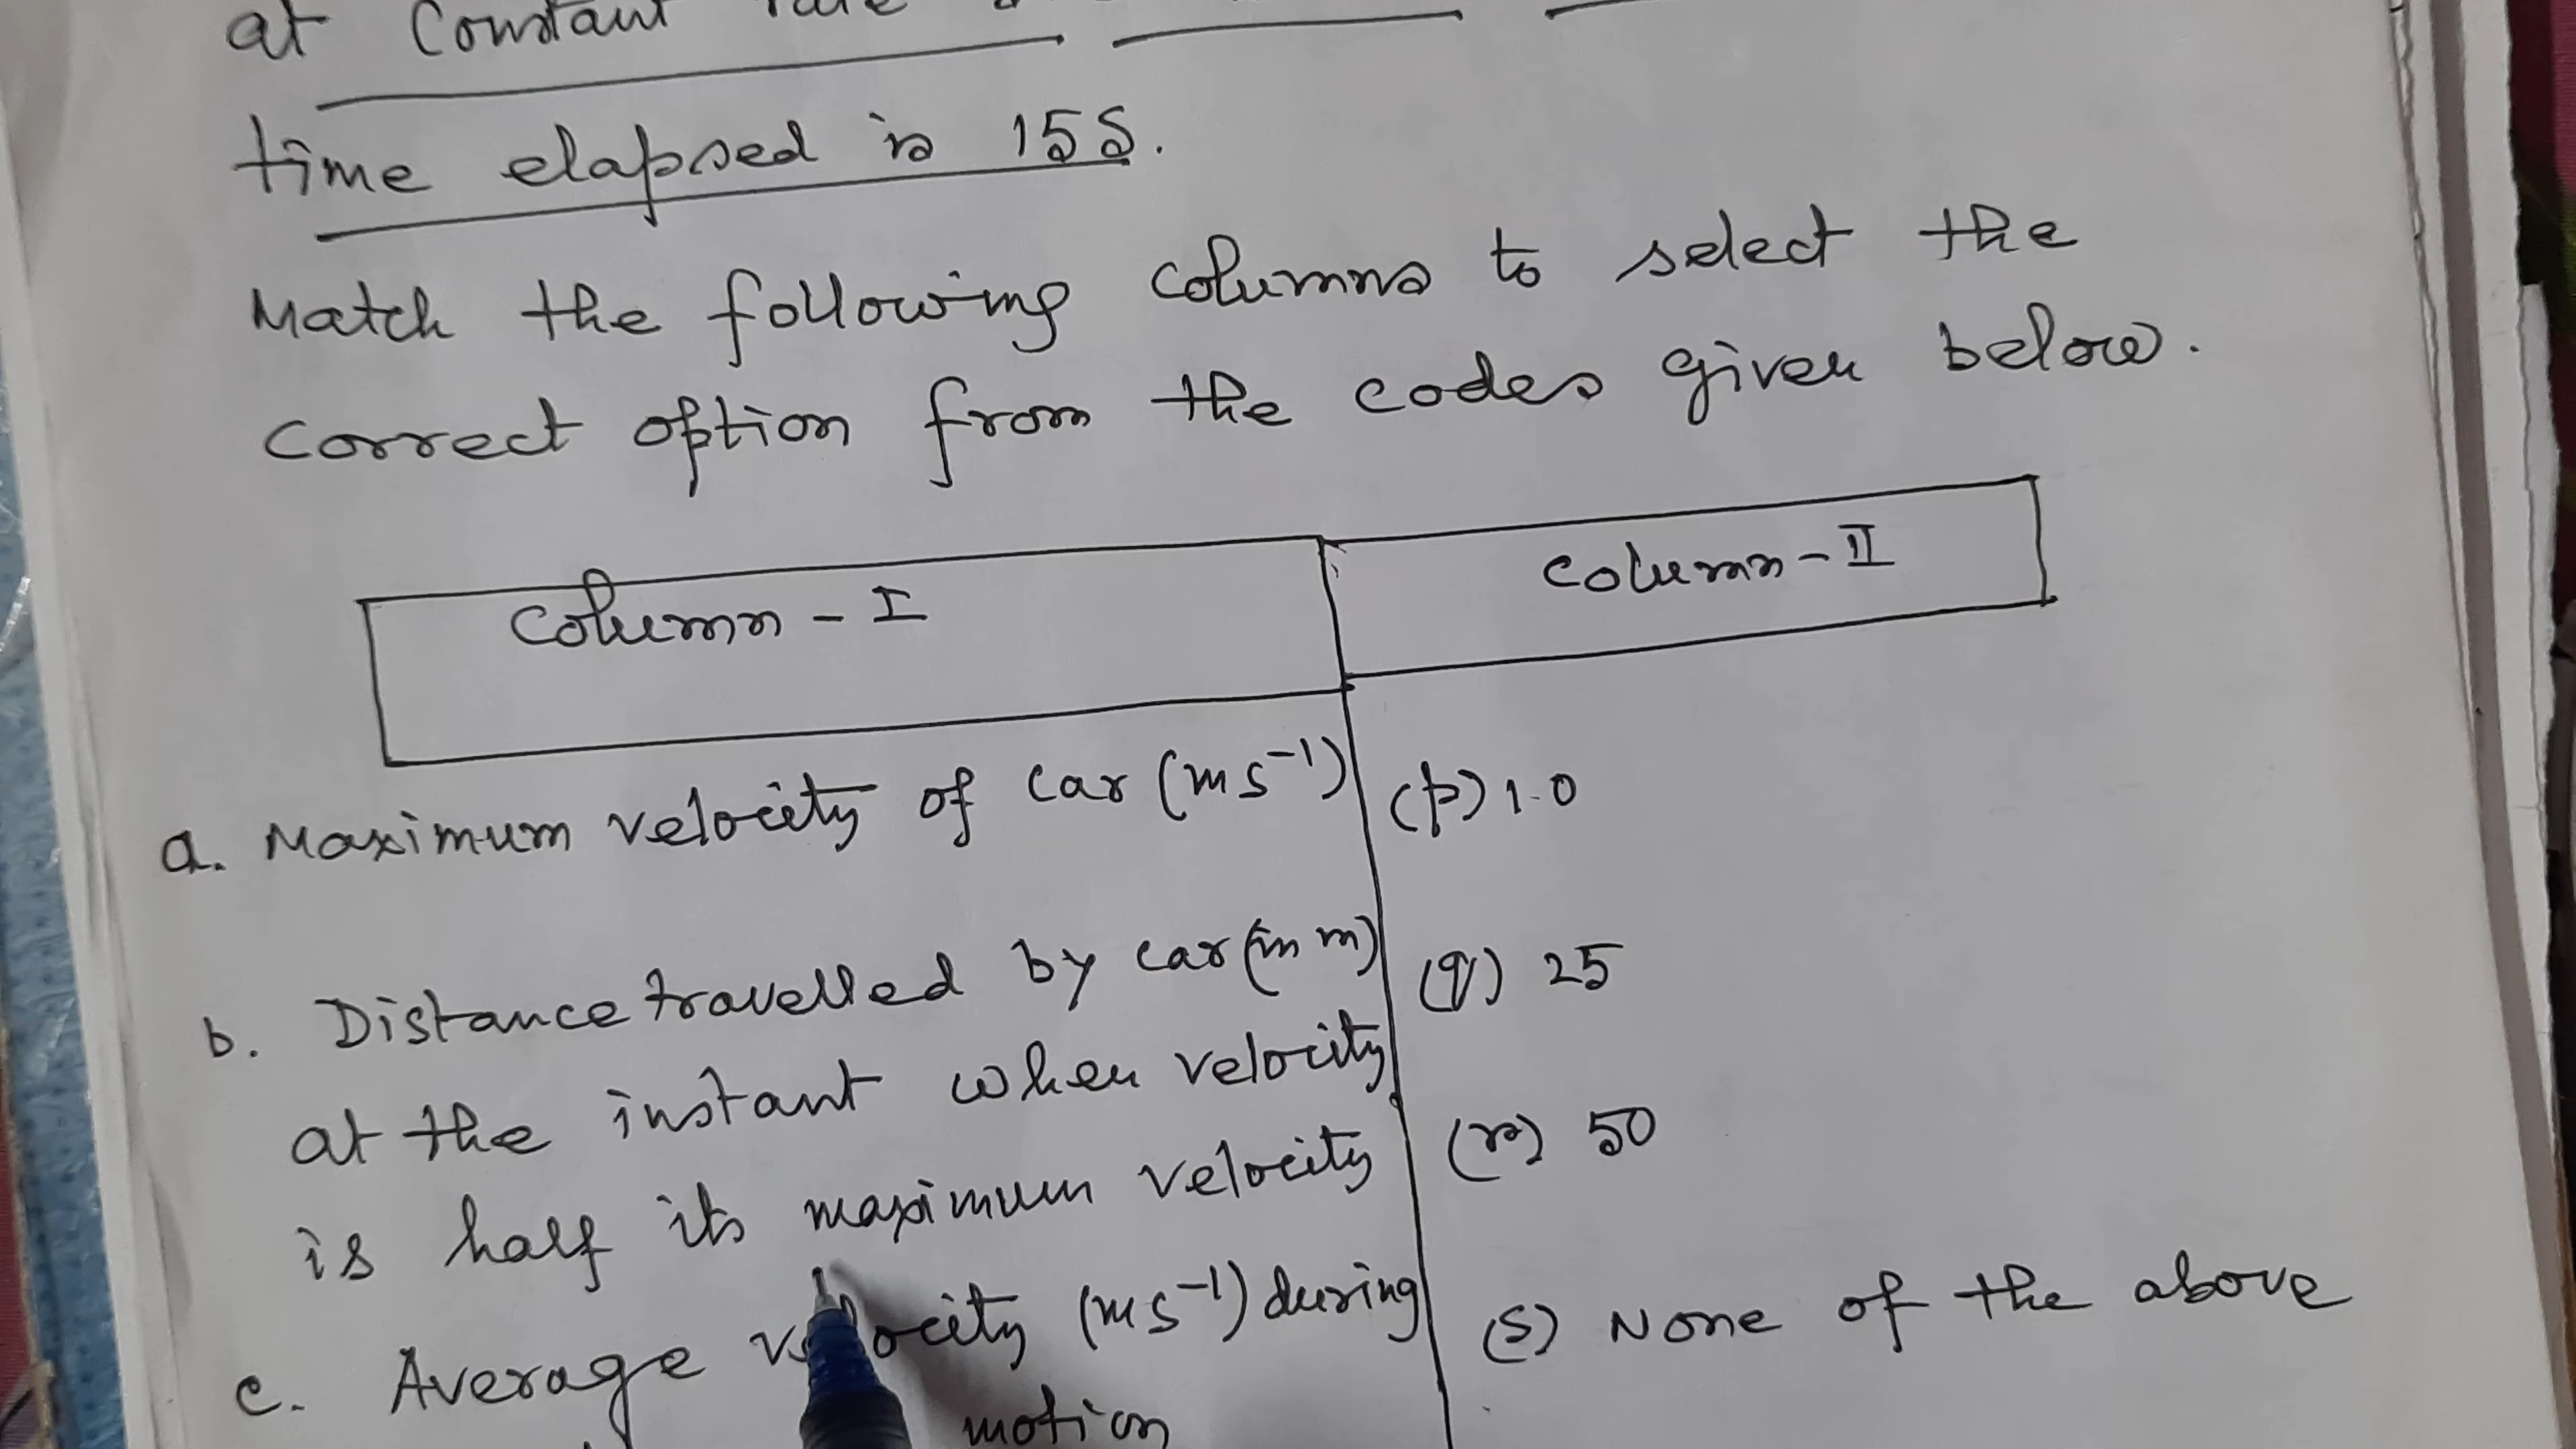 at Constant rate
time elapsed is 15s.
Match the following columns to select the
correct option from the codes given below.
Column - I
Column - II
a. Maximum velocity of car (ms⁻¹)
(p) 1.0
b. Distance travelled by car (in m)
(q) 25
at the instant when velocity
(r) 50
is half its maximum velocity
c. Average velocity (ms⁻¹) during
(s) None of the above
motion